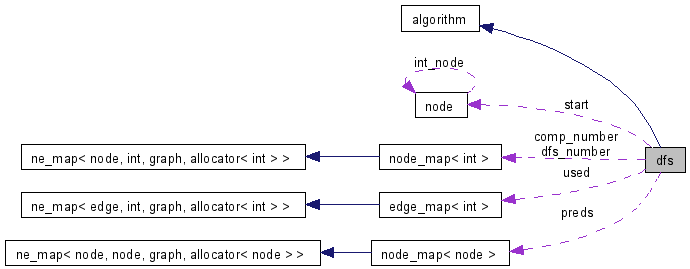 algorithm
int_node
node
start
comp_number
dfs_number
ne_map< node, int, graph, allocator< int > >
node_map< int >
dfs
used
ne_map< edge, int, graph, allocator< int > >
edge_map< int >
preds
ne_map< node, node, graph, allocator< node > >
node_map< node >